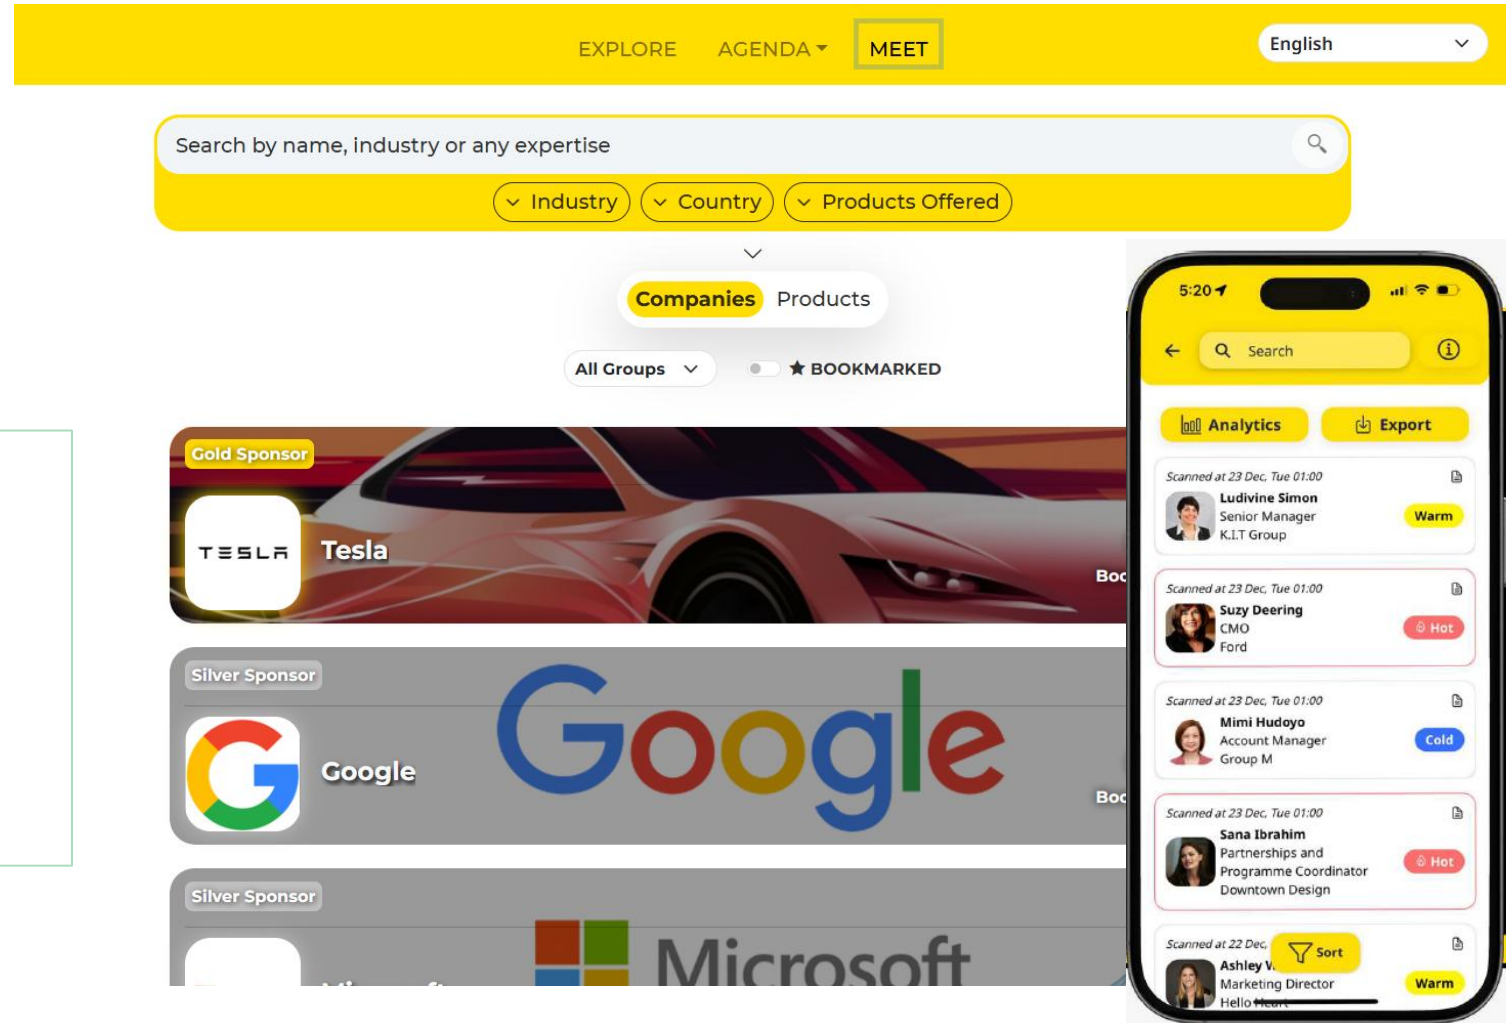 EXPLORE AGENDA MEET English
Search by name, industry or any expertise
Industry Country Products Offered
Companies Products
All Groups BOOKMARKED
Gold Sponsor
TESLA
Tesla
Silver Sponsor
Google
Google
Silver Sponsor
Microsoft
5:20
Search
Analytics Export
Scanned at 23 Dec, Tue 01:00
Ludivine Simon
Senior Manager
K.I.T Group
Warm
Scanned at 23 Dec, Tue 01:00
Suzy Deering
CMO
Ford
Hot
Scanned at 23 Dec, Tue 01:00
Mimi Hudoyo
Account Manager
Group M
Cold
Scanned at 23 Dec, Tue 01:00
Sana Ibrahim
Partnerships and
Programme Coordinator
Downtown Design
Hot
Scanned at 22 Dec,
Sort
Ashley
Marketing Director
Hello Heart
Warm